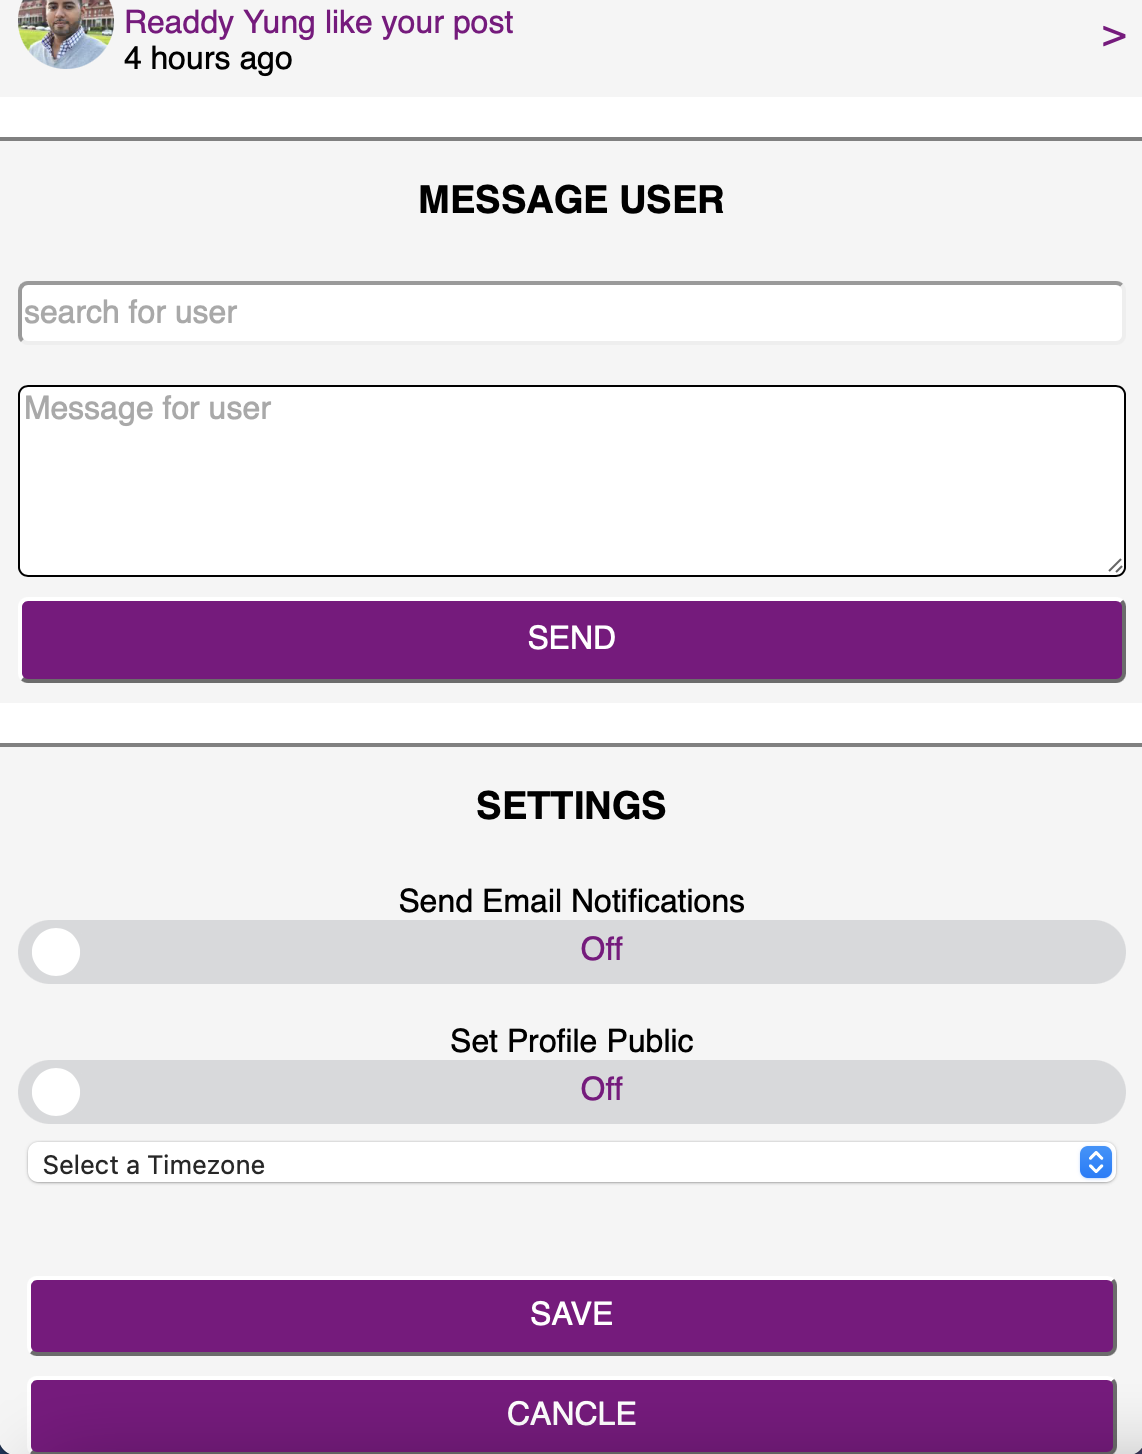 Readdy Yung like your post
4 hours ago
>
MESSAGE USER
search for user
Message for user
SEND
SETTINGS
Send Email Notifications
Off
Set Profile Public
Off
Select a Timezone
SAVE
CANCLE